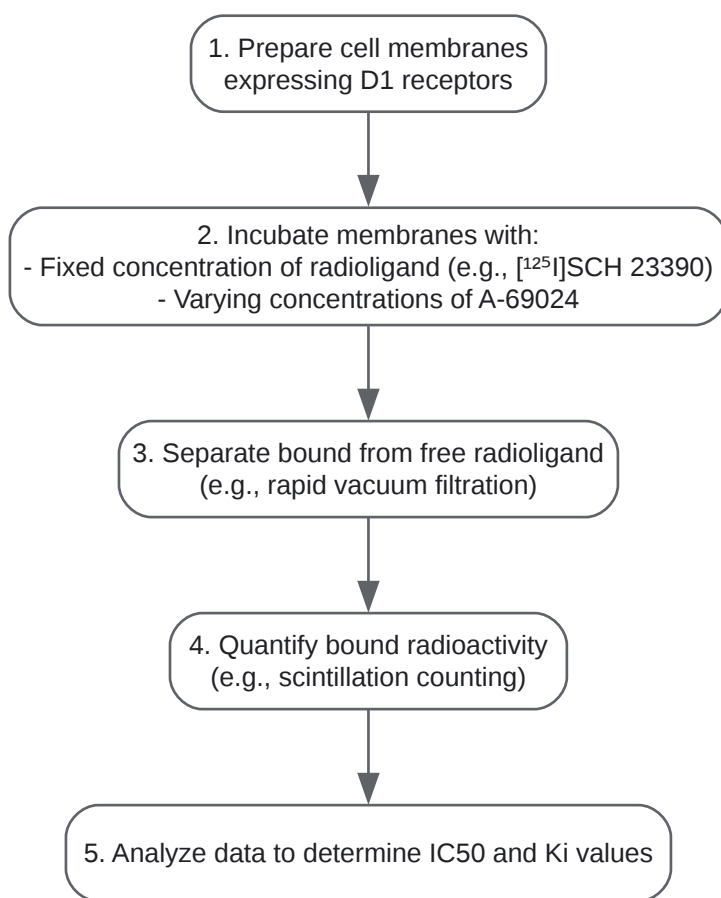 1. Prepare cell membranes
expressing D1 receptors
2. Incubate membranes with:
- Fixed concentration of radioligand (e.g., [¹²⁵I]SCH 23390)
- Varying concentrations of A-69024
3. Separate bound from free radioligand
(e.g., rapid vacuum filtration)
4. Quantify bound radioactivity
(e.g., scintillation counting)
5. Analyze data to determine IC50 and Ki values